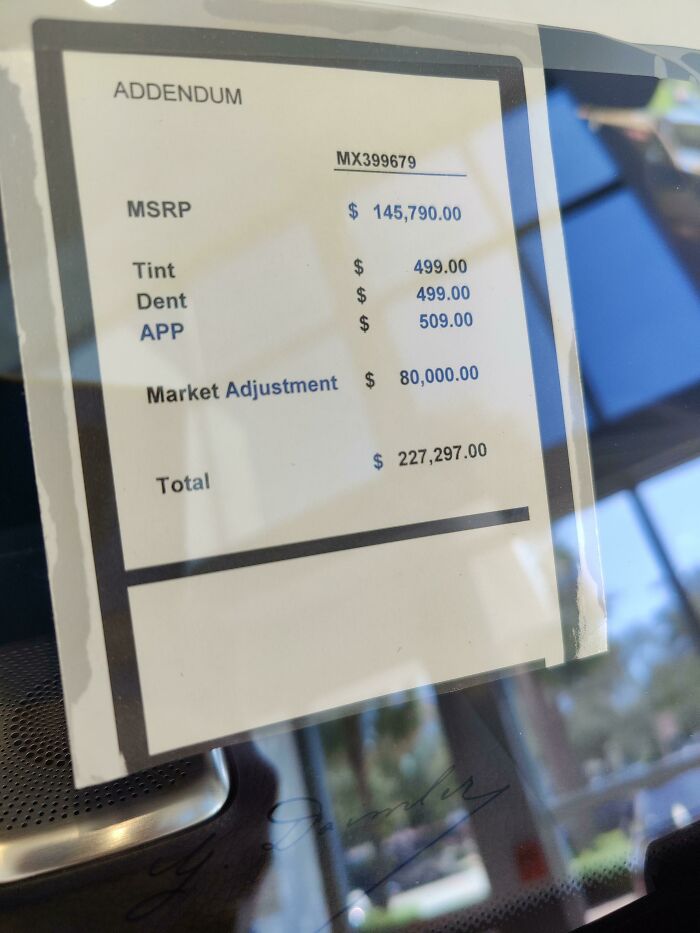 ADDENDUM
MX399679
MSRP $ 145,790.00
Tint $ 499.00
Dent $ 499.00
APP $ 509.00
Market Adjustment $ 80,000.00
Total $ 227,297.00
G. Daimler